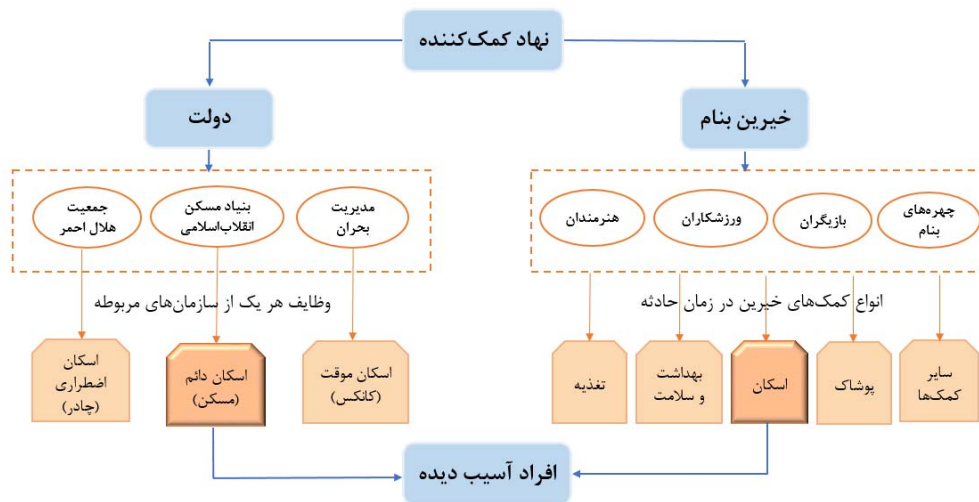 نهاد کمک‌کننده
خیرین بنام
دولت
چهره‌های
بنام
بازیگران
ورزشکاران
هنرمندان
مدیریت
بحران
بنیاد مسکن
انقلاب‌اسلامی
جمعیت
هلال احمر
انواع کمک‌های خیرین در زمان حادثه
وظایف هر یک از سازمان‌های مربوطه
سایر
کمک‌ها
پوشاک
اسکان
بهداشت
و سلامت
تغذیه
اسکان موقت
(کانکس)
اسکان دائم
(مسکن)
اسکان
اضطراری
(چادر)
افراد آسیب دیده